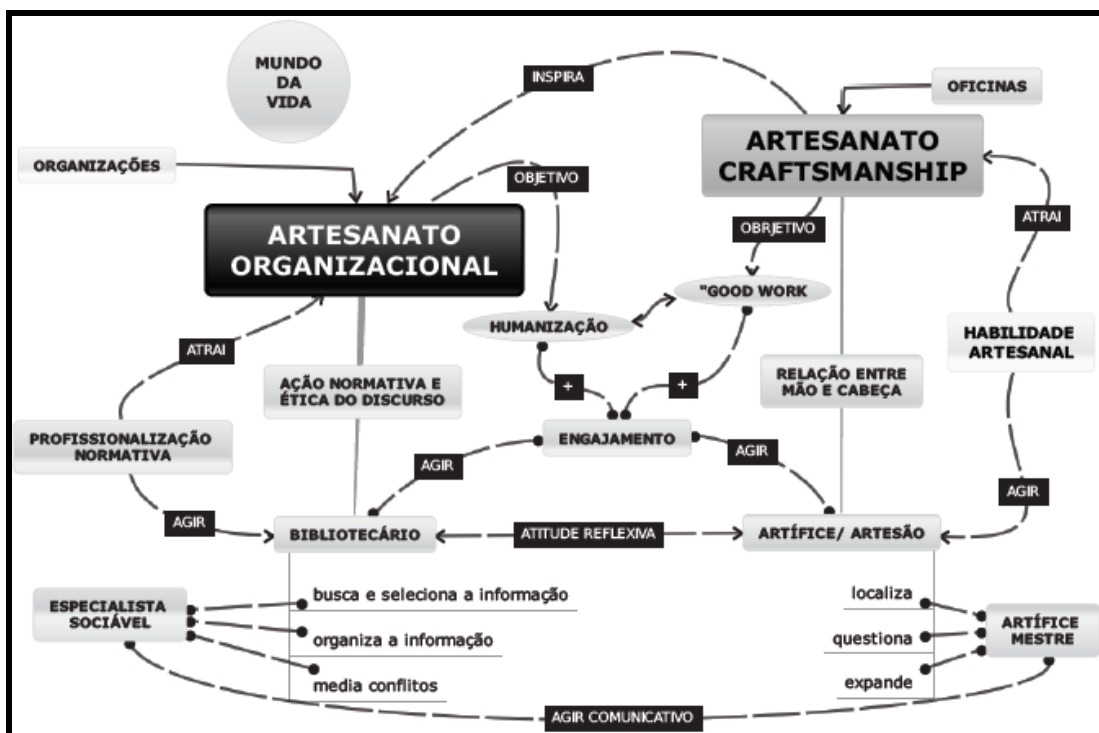 MUNDO
DA
VIDA
INSPIRA
OFICINAS
ARTESANATO
CRAFTSMANSHIP
ORGANIZAÇÕES
OBJETIVO
ATRAI
ARTESANATO
ORGANIZACIONAL
OBRJETIVO
"GOOD WORK
HUMANIZAÇÃO
HABILIDADE
ARTESANAL
ATRAI
AÇÃO NORMATIVA E
ÉTICA DO DISCURSO
+
+
RELAÇÃO ENTRE
MÃO E CABEÇA
PROFISSIONALIZAÇÃO
NORMATIVA
ENGAJAMENTO
AGIR
AGIR
AGIR
AGIR
BIBLIOTECÁRIO
ATITUDE REFLEXIVA
ARTÍFICE/ ARTESÃO
ESPECIALISTA
SOCIÁVEL
busca e seleciona a informação
organiza a informação
media conflitos
localiza
questiona
expande
ARTÍFICE
MESTRE
AGIR COMUNICATIVO